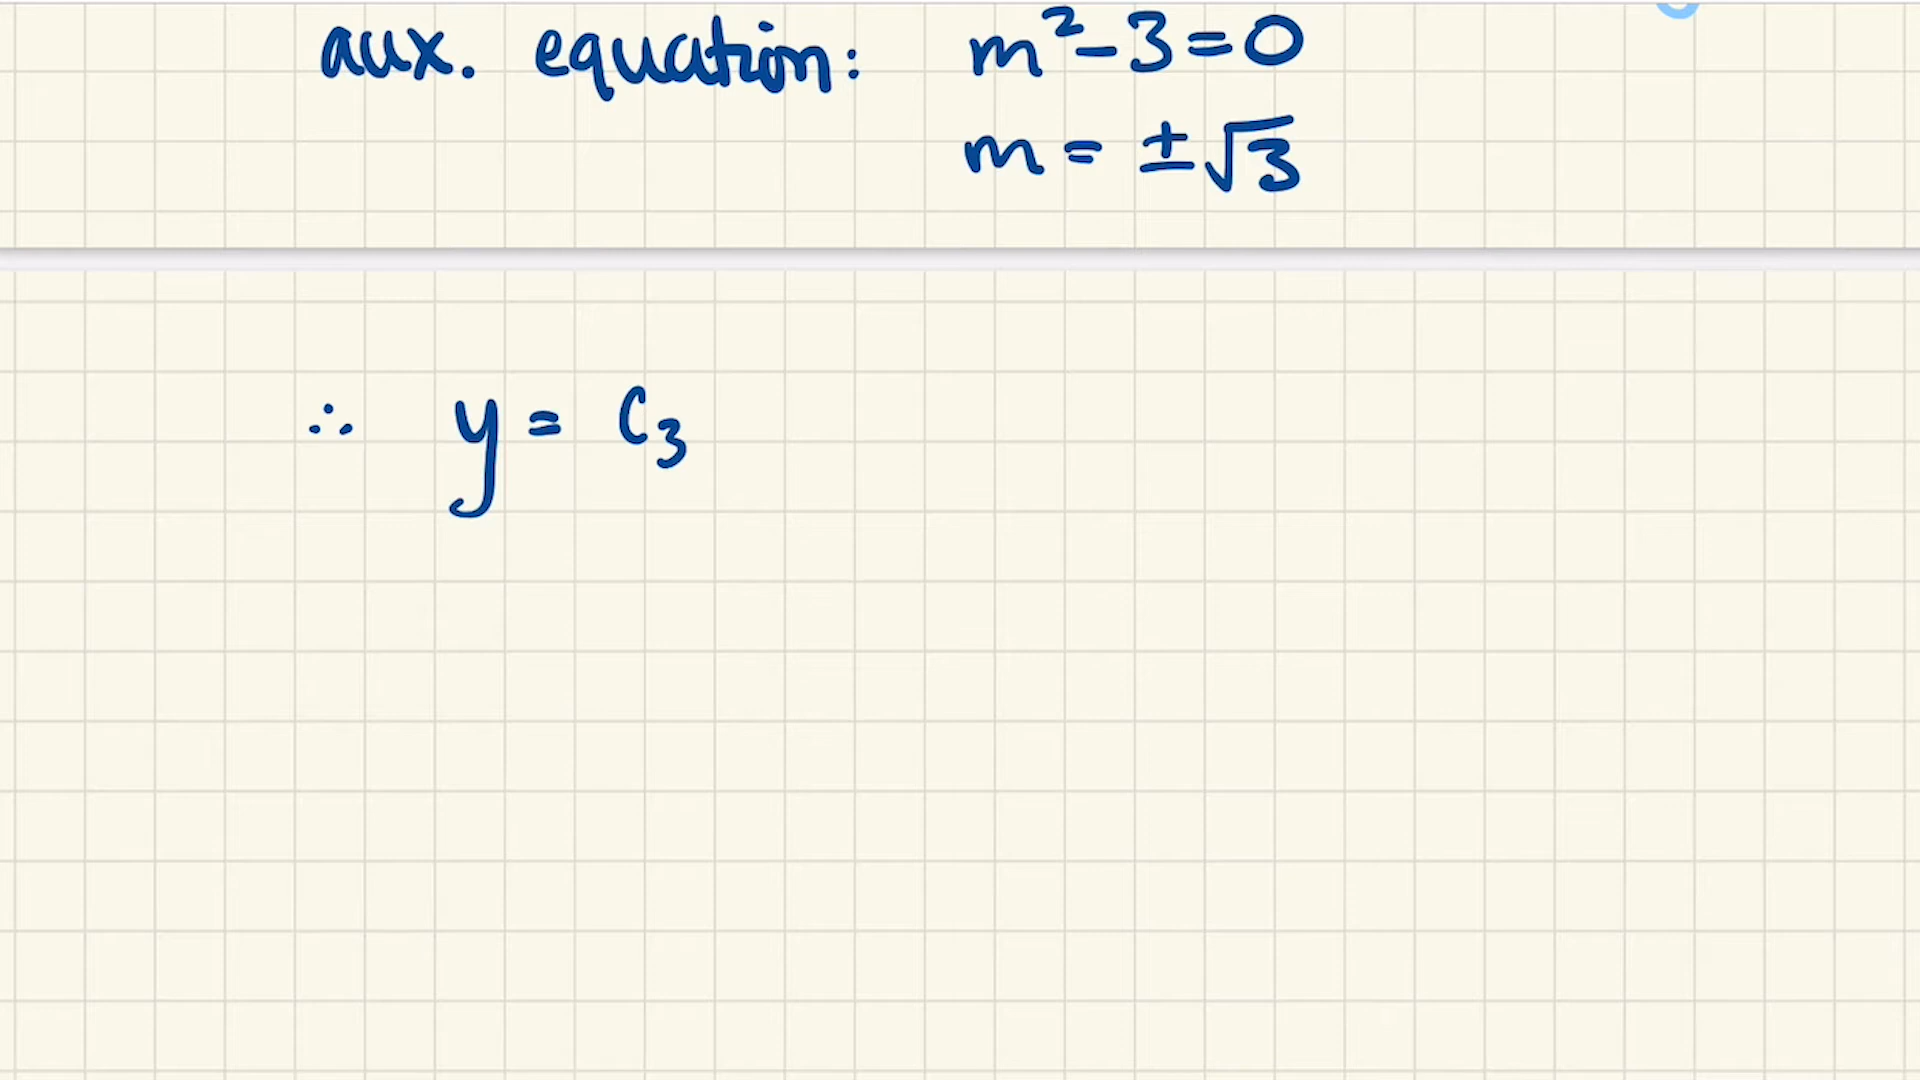 aux. equation: m²-3=0
m = ±√3
∴ y = C₃